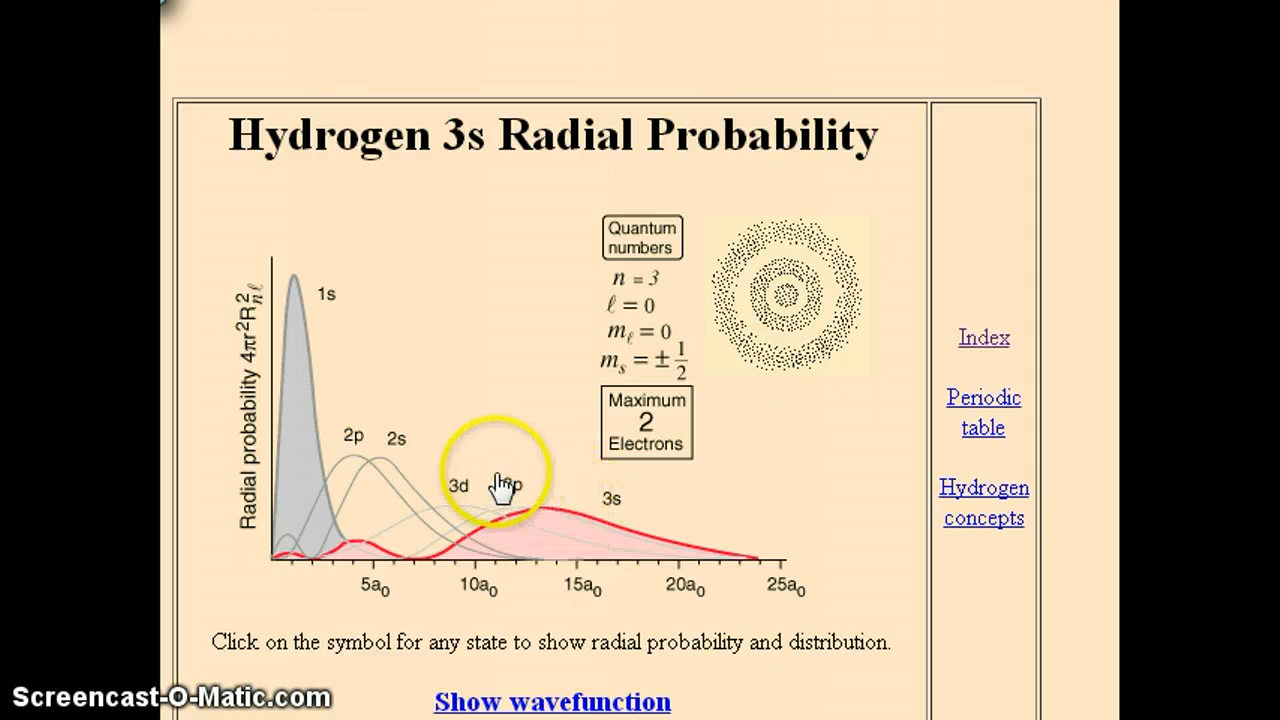 Hydrogen 3s Radial Probability
Quantum
numbers
n = 3
ℓ = 0
mℓ = 0
ms = ± 1/2
Maximum
2
Electrons
Radial probability 4πr²R²nℓ
1s
2p
2s
3d
3s
5a₀
10a₀
15a₀
20a₀
25a₀
Click on the symbol for any state to show radial probability and distribution.
Show wavefunction
Index
Periodic
table
Hydrogen
concepts
Screencast-O-Matic.com